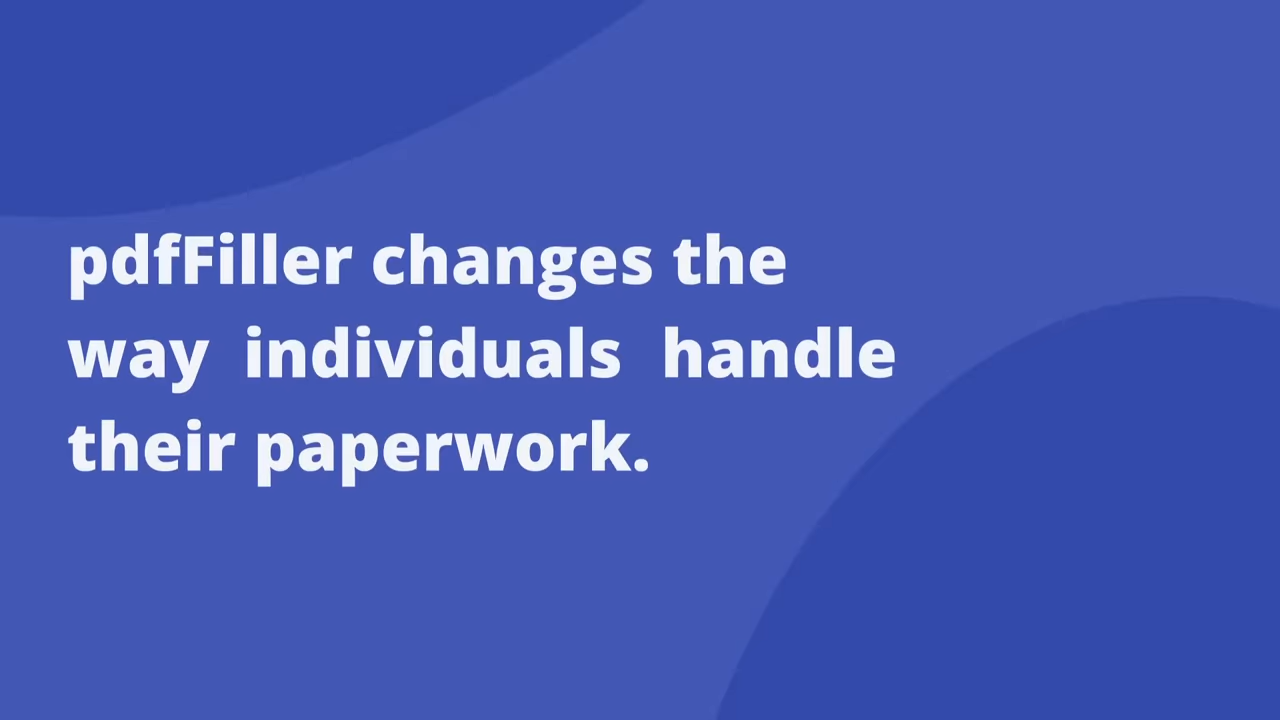 pdfFiller changes the
way individuals handle
their paperwork.